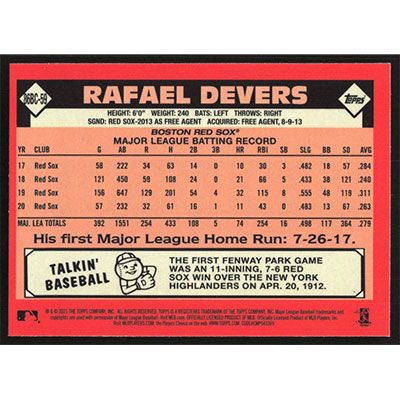 86BC-59
RAFAEL DEVERS
Topps
HEIGHT: 6'0" WEIGHT: 240 BATS: LEFT THROWS: RIGHT
SGND: RED SOX-2013 AS FREE AGENT ACQUIRED: FREE AGENT, 8-9-13
BOSTON RED SOX®
MAJOR LEAGUE BATTING RECORD
YR CLUB G AB R H 2B 3B HR RBI SB SLG BB SO AVG
17 Red Sox 58 222 34 63 14 0 10 30 3 .482 18 57 .284
18 Red Sox 121 450 59 108 24 0 21 66 5 .433 38 121 .240
19 Red Sox 156 647 129 201 54 4 32 115 8 .555 48 119 .311
20 Red Sox 57 232 32 61 16 1 11 43 0 .483 13 67 .263
MAJ. LEA TOTALS 392 1551 254 433 108 5 74 254 16 .498 117 364 .279
His first Major League Home Run: 7-26-17.
TALKIN'
BASEBALL
THE FIRST FENWAY PARK GAME
WAS AN 11-INNING, 7-6 RED
SOX WIN OVER THE NEW YORK
HIGHLANDERS ON APR. 20, 1912.